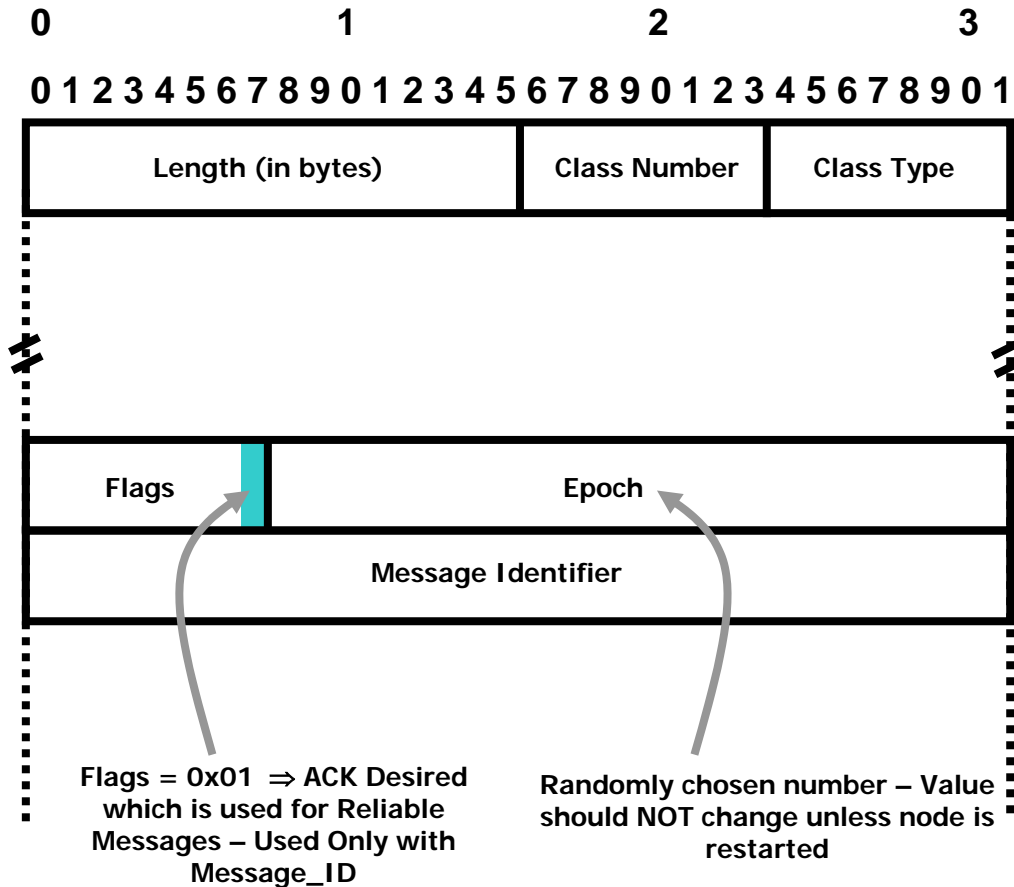 0 1 2 3
0 1 2 3 4 5 6 7 8 9 0 1 2 3 4 5 6 7 8 9 0 1 2 3 4 5 6 7 8 9 0 1
Length (in bytes) Class Number Class Type
Flags Epoch
Message Identifier
Flags = 0x01 ⇒ ACK Desired
which is used for Reliable
Messages – Used Only with
Message_ID
Randomly chosen number – Value
should NOT change unless node is
restarted